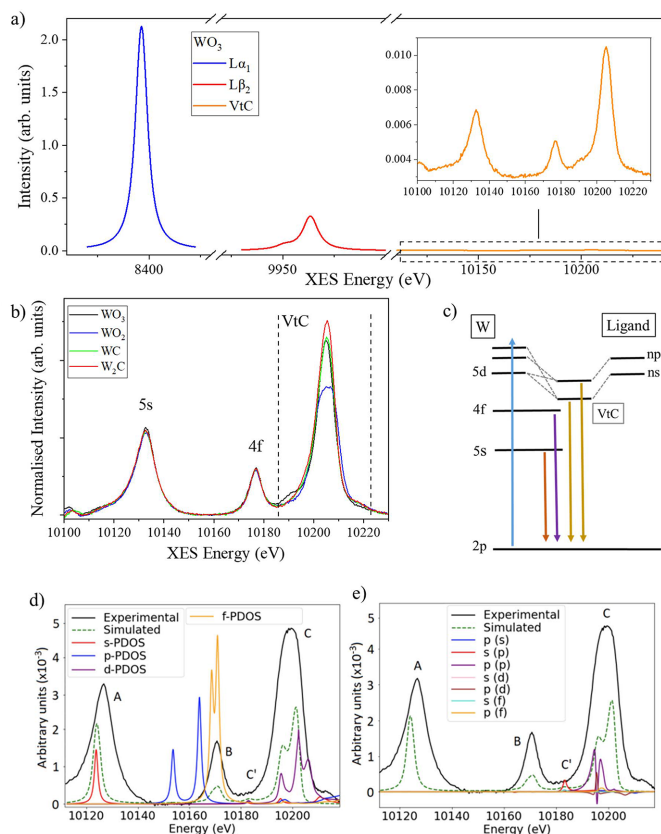 a)
Intensity (arb. units)
2.0
1.5
1.0
0.5
0.0
WO3
Lα1
Lβ2
VtC
0.010
0.008
0.006
0.004
10100 10120 10140 10160 10180 10200 10220
8400 9950 10150 10200
XES Energy (eV)
b)
Normalised Intensity (arb. units)
WO3
WO2
WC
W2C
VtC
5s
4f
10100 10120 10140 10160 10180 10200 10220
XES Energy (eV)
c)
W Ligand
np
5d ns
4f VtC
5s
2p
d)
Arbitrary units (x10-3)
5
4
3
2
1
0
Experimental
Simulated
s-PDOS
p-PDOS
d-PDOS
f-PDOS
A
B
C'
C
10120 10140 10160 10180 10200
Energy (eV)
e)
Arbitrary units (x10-3)
5
4
3
2
1
0
Experimental
Simulated
p (s)
s (p)
p (p)
s (d)
p (d)
s (f)
p (f)
A
B
C'
C
10120 10140 10160 10180 10200
Energy (eV)